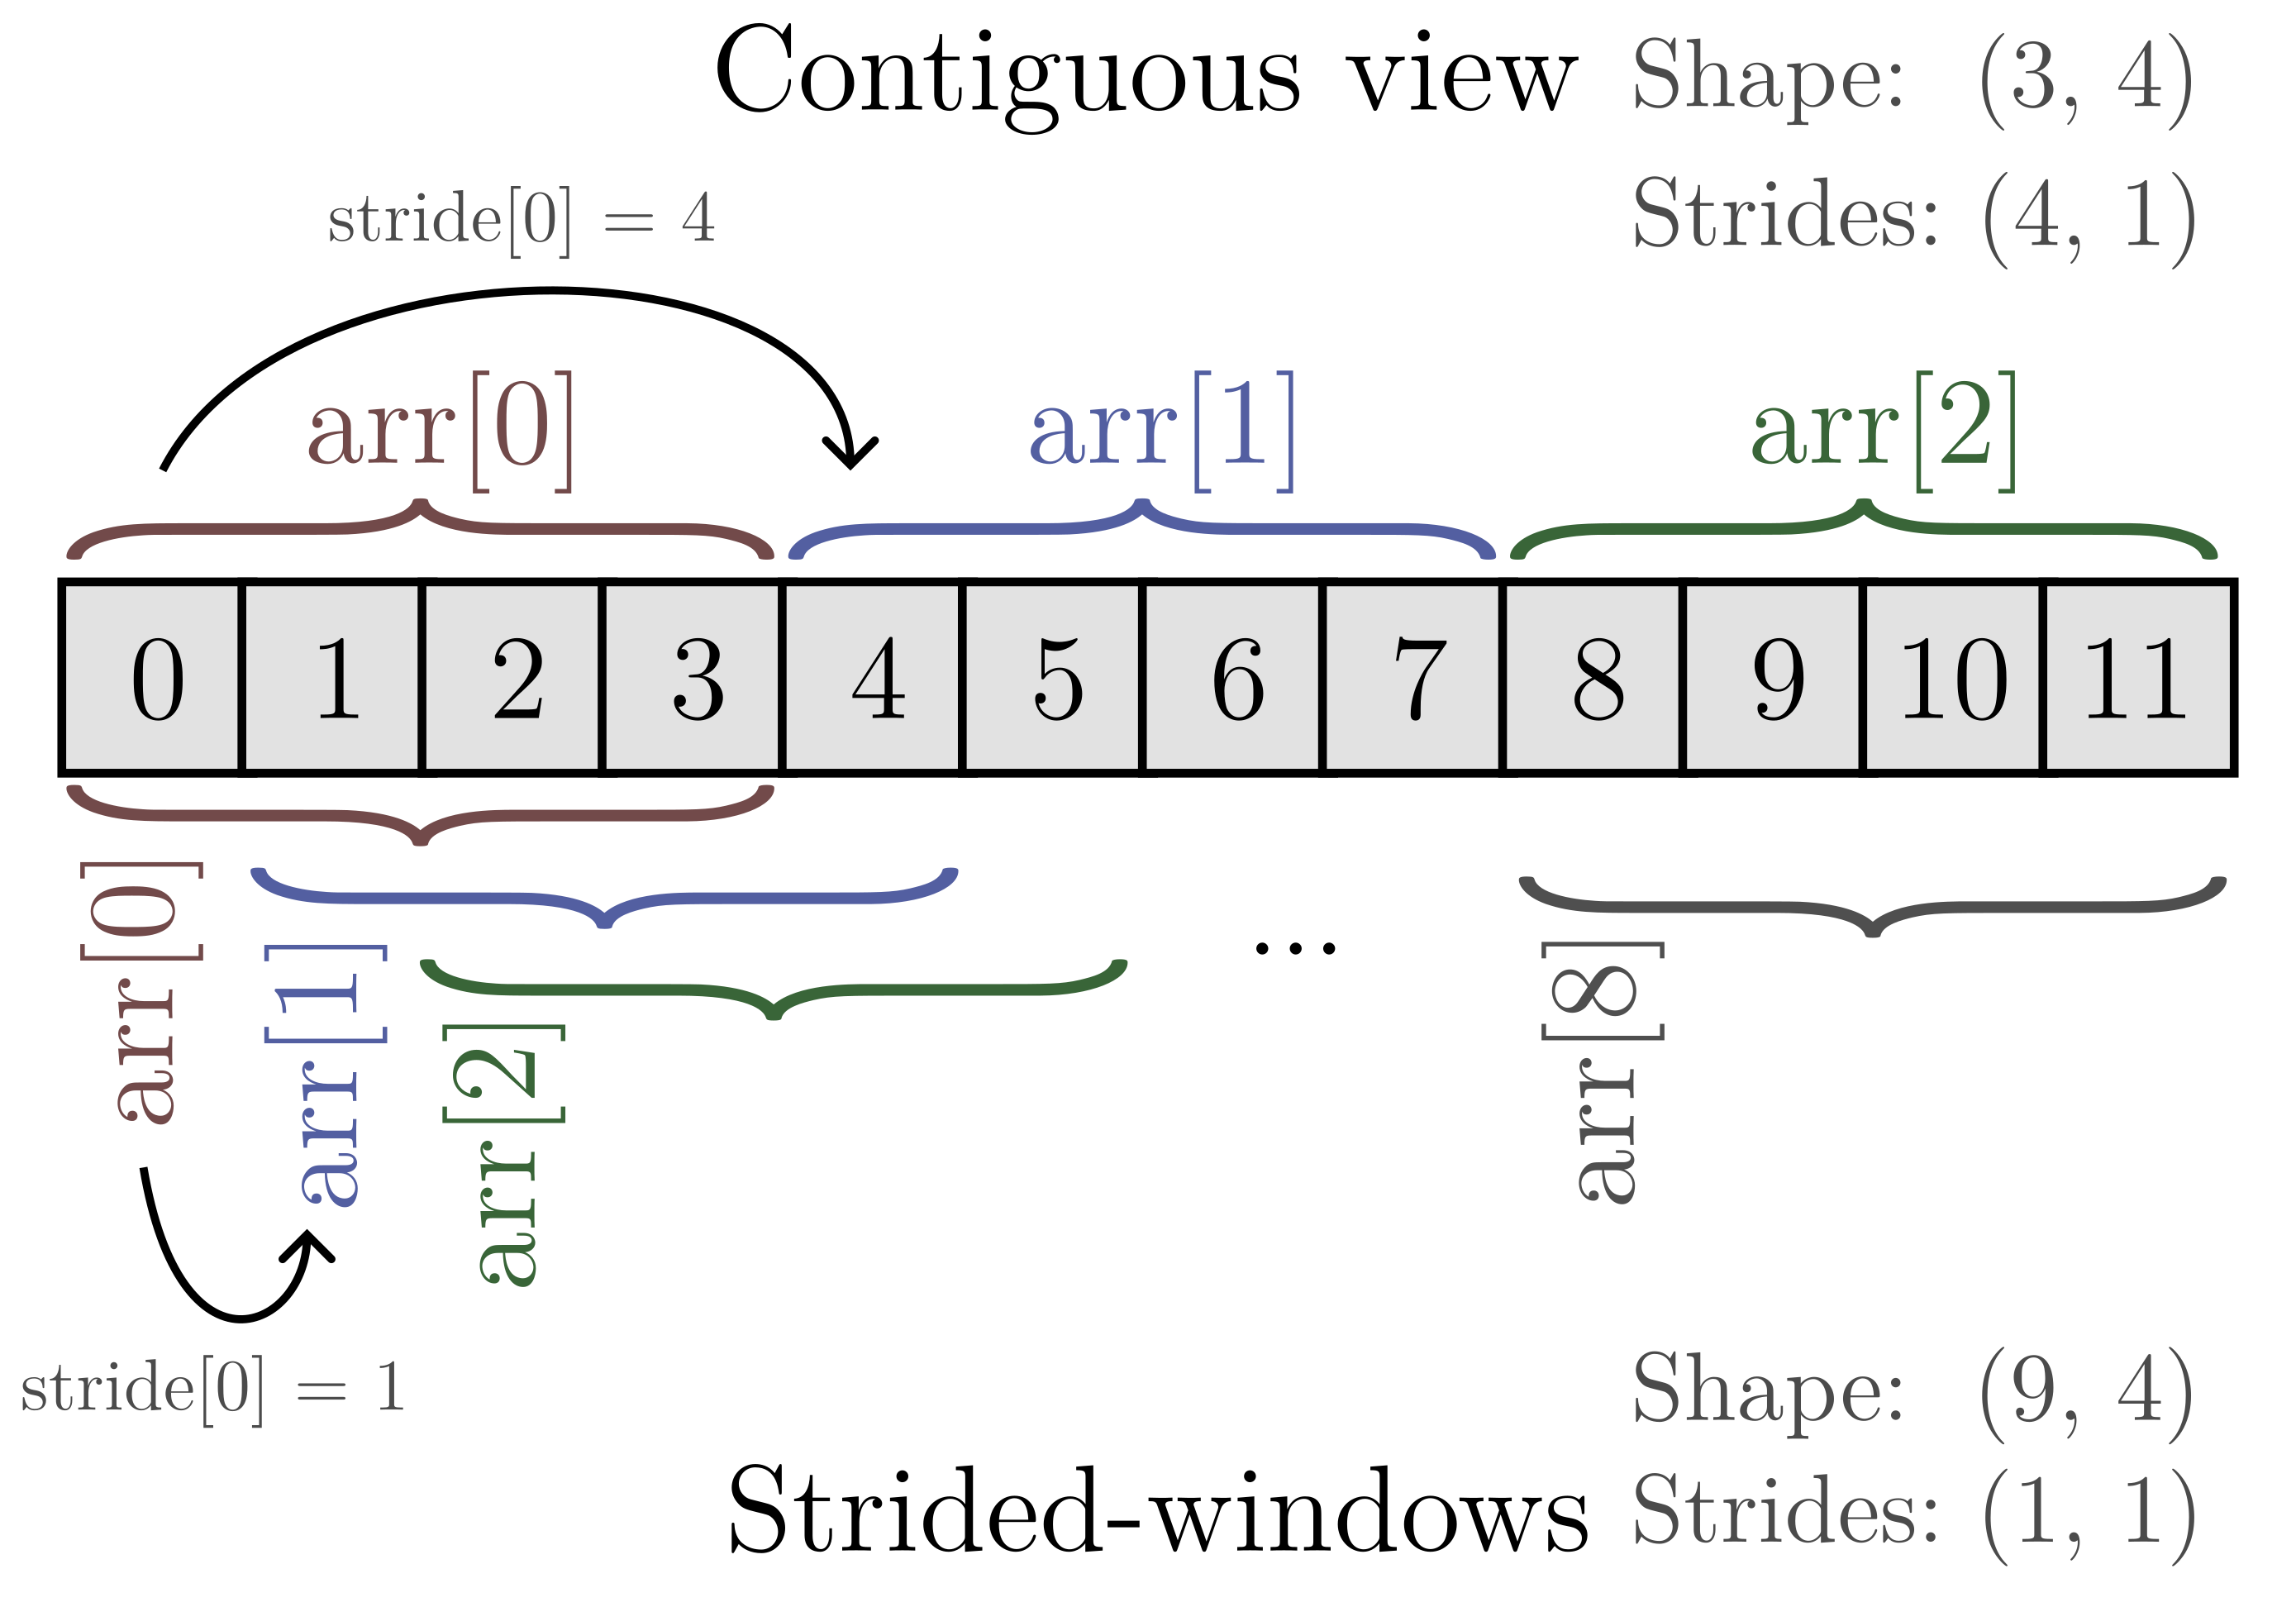 Contiguous view
Shape: (3, 4)
Strides: (4, 1)
stride[0] = 4
arr[0] arr[1] arr[2]
0 1 2 3 4 5 6 7 8 9 10 11
arr[0]
arr[1]
arr[2]
...
arr[8]
stride[0] = 1
Shape: (9, 4)
Strides: (1, 1)
Strided-windows